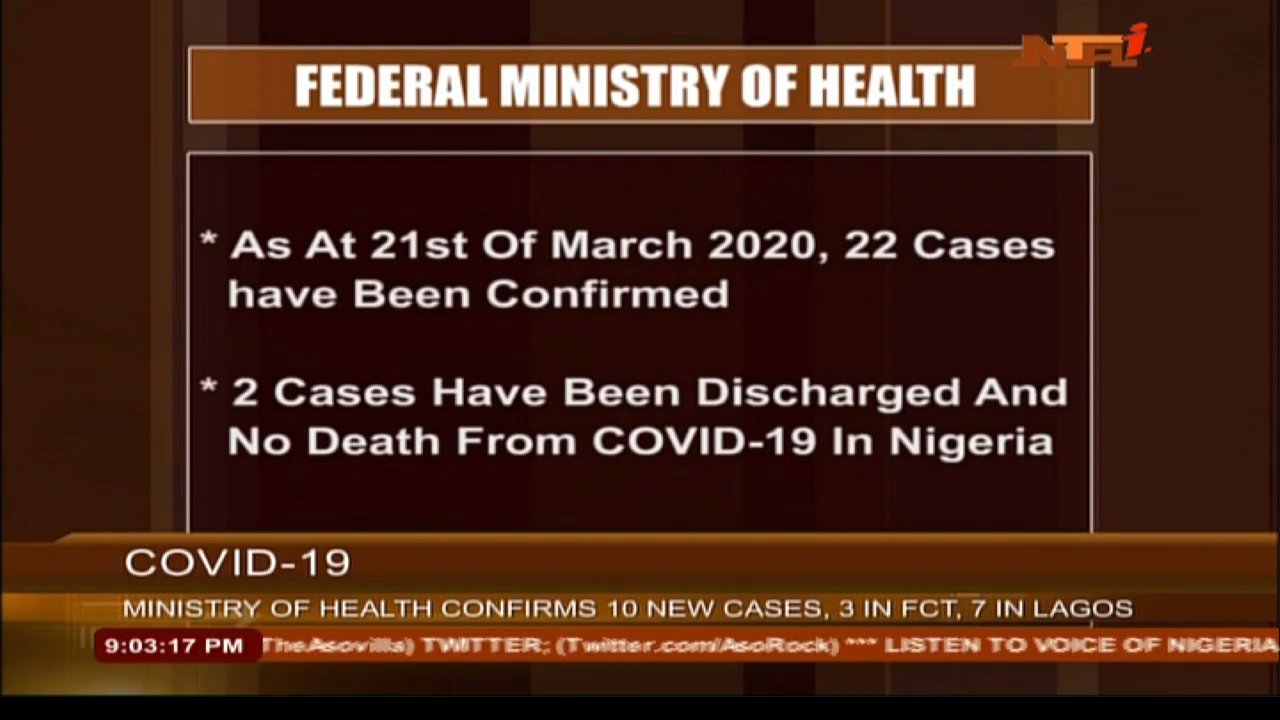 NTAi
FEDERAL MINISTRY OF HEALTH
* As At 21st Of March 2020, 22 Cases
have Been Confirmed
* 2 Cases Have Been Discharged And
No Death From COVID-19 In Nigeria
COVID-19
MINISTRY OF HEALTH CONFIRMS 10 NEW CASES, 3 IN FCT, 7 IN LAGOS
9:03:17 PM TheAsovilla) TWITTER; (Twitter.com/AsoRock) *** LISTEN TO VOICE OF NIGERIA